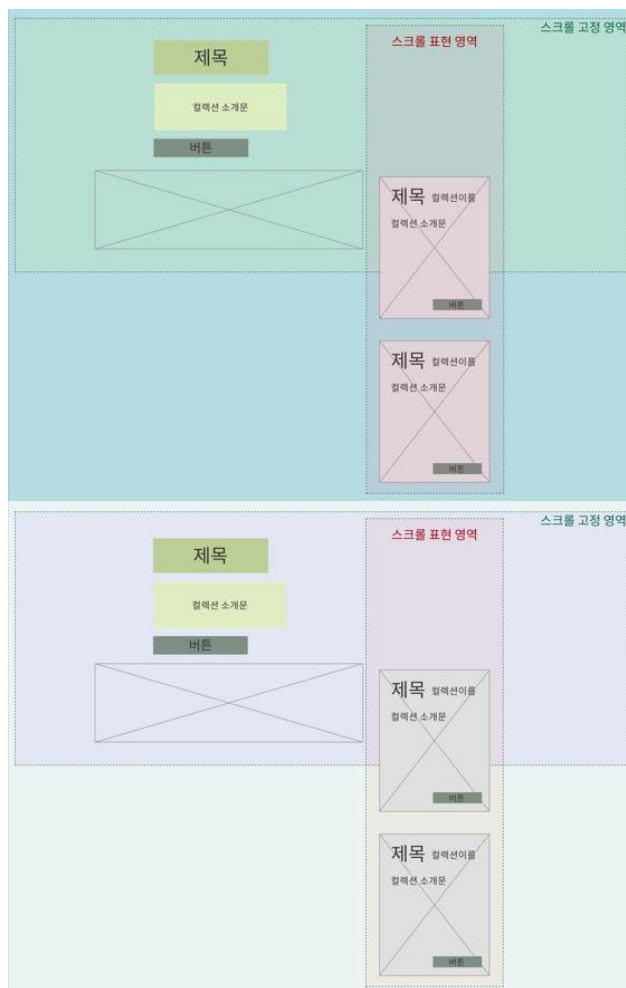 스크롤 고정 영역
스크롤 표현 영역
제목
컬렉션 소개문
버튼
제목 컬렉션이름
컬렉션 소개문
버튼
제목 컬렉션이름
컬렉션 소개문
버튼
스크롤 고정 영역
스크롤 표현 영역
제목
컬렉션 소개문
버튼
제목 컬렉션이름
컬렉션 소개문
버튼
제목 컬렉션이름
컬렉션 소개문
버튼